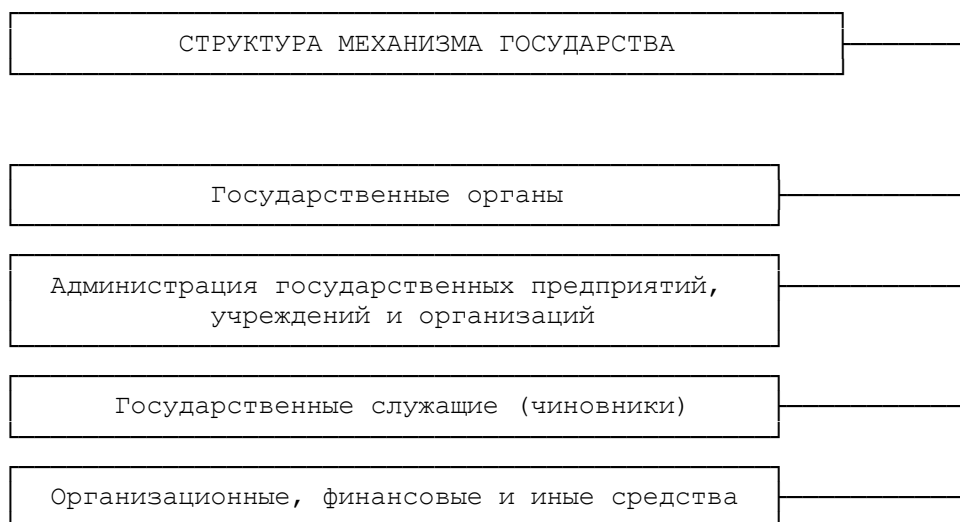 СТРУКТУРА МЕХАНИЗМА ГОСУДАРСТВА
Государственные органы
Администрация государственных предприятий,
учреждений и организаций
Государственные служащие (чиновники)
Организационные, финансовые и иные средства